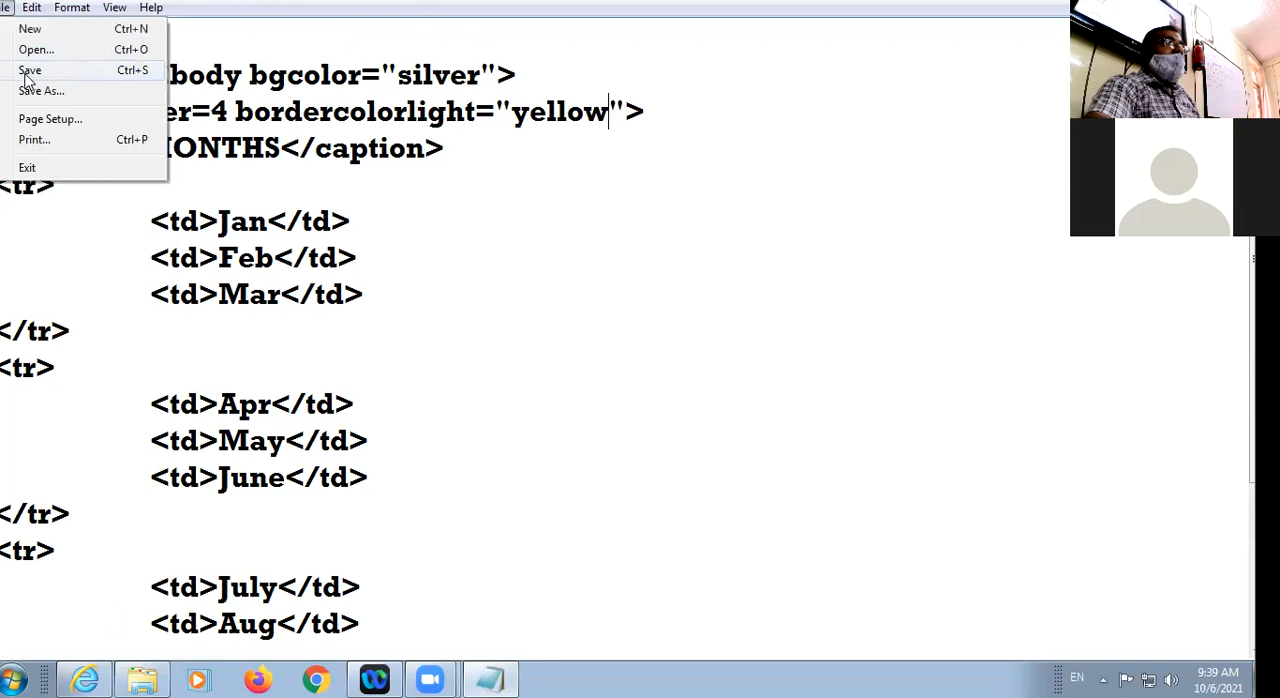 ile Edit Format View Help
New Ctrl+N
Open... Ctrl+O
Save Ctrl+S
Save As...
Page Setup...
Print... Ctrl+P
Exit
body bgcolor="silver">
er=4 bordercolorlight="yellow">
MONTHS</caption>
<tr>
<td>Jan</td>
<td>Feb</td>
<td>Mar</td>
</tr>
<tr>
<td>Apr</td>
<td>May</td>
<td>June</td>
</tr>
<tr>
<td>July</td>
<td>Aug</td>
EN
9:39 AM
10/6/2021